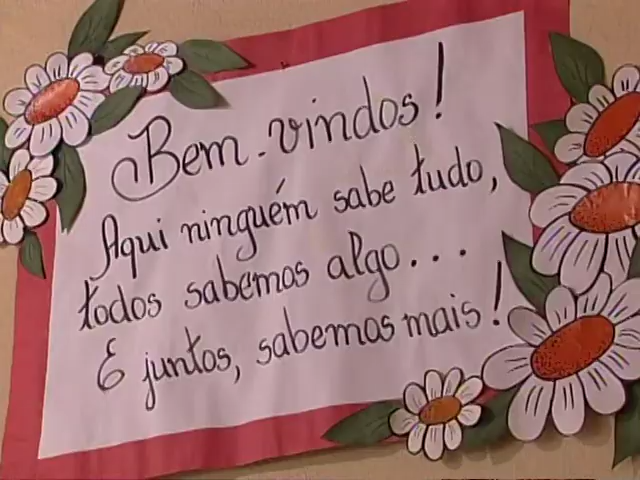 Bem-vindos!
Aqui ninguém sabe tudo,
todos sabemos algo...
E juntos, sabemos mais!